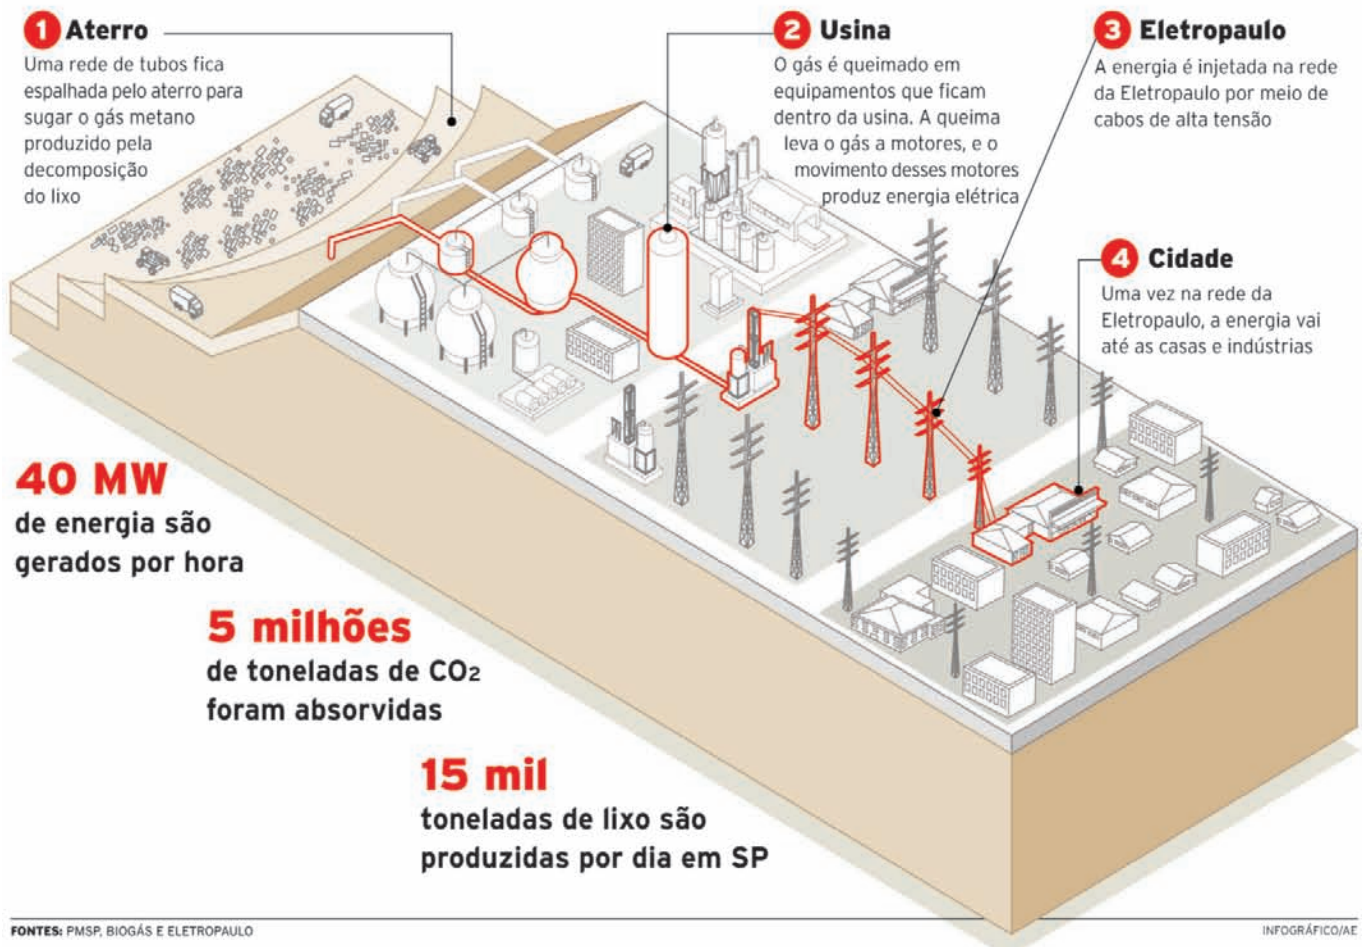 1 Aterro
Uma rede de tubos fica
espalhada pelo aterro para
sugar o gás metano
produzido pela
decomposição
do lixo
2 Usina
O gás é queimado em
equipamentos que ficam
dentro da usina. A queima
leva o gás a motores, e o
movimento desses motores
produz energia elétrica
3 Eletropaulo
A energia é injetada na rede
da Eletropaulo por meio de
cabos de alta tensão
4 Cidade
Uma vez na rede da
Eletropaulo, a energia vai
até as casas e indústrias
40 MW
de energia são
gerados por hora
5 milhões
de toneladas de CO2
foram absorvidas
15 mil
toneladas de lixo são
produzidas por dia em SP
FONTES: PMSP, BIOGÁS E ELETROPAULO
INFOGRÁFICO/AE